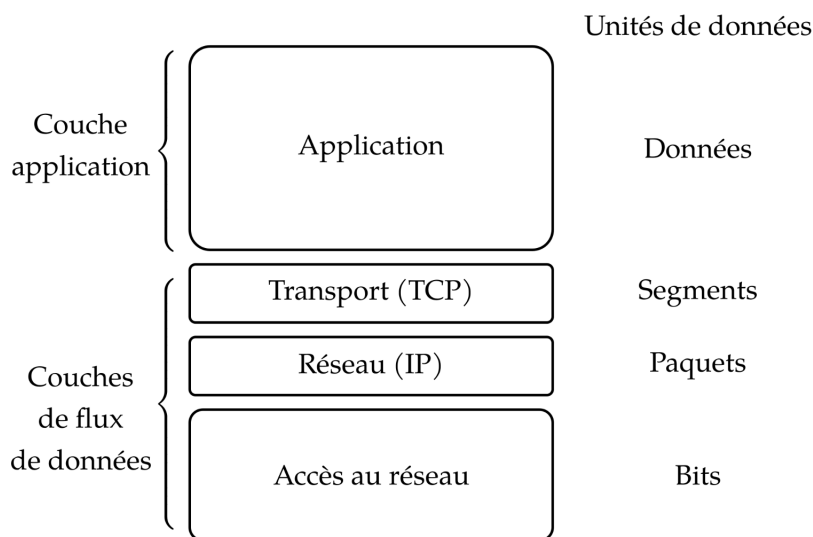 Unités de données
Couche
application
Application
Données
Transport (TCP)
Segments
Réseau (IP)
Paquets
Couches
de flux
de données
Accès au réseau
Bits